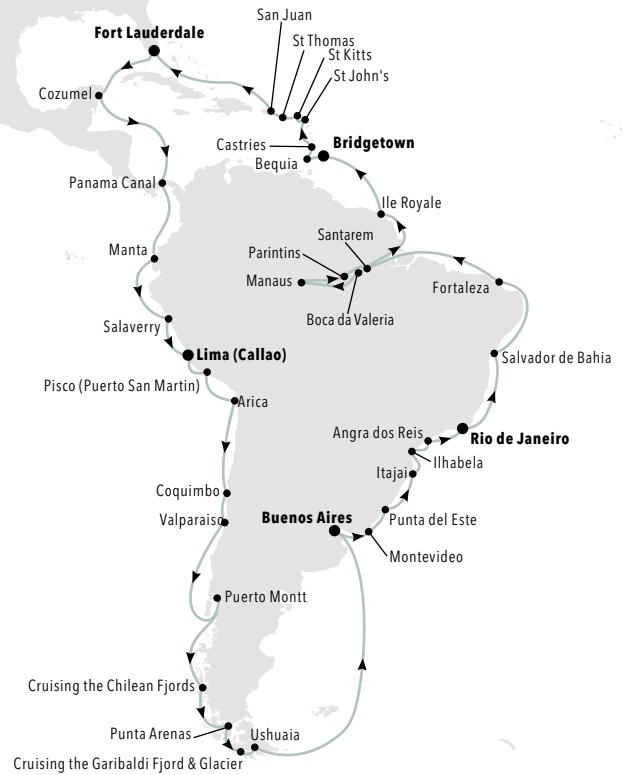 San Juan
Fort Lauderdale
St Thomas
St Kitts
St John's
Cozumel
Castries
Bridgetown
Bequia
Panama Canal
Ile Royale
Santarem
Manta
Parintins
Manaus
Fortaleza
Boca da Valeria
Salaverry
Lima (Callao)
Salvador de Bahia
Pisco (Puerto San Martin)
Arica
Angra dos Reis
Rio de Janeiro
Ilhabela
Itajai
Coquimbo
Buenos Aires
Valparaiso
Punta del Este
Montevideo
Puerto Montt
Cruising the Chilean Fjords
Punta Arenas
Ushuaia
Cruising the Garibaldi Fjord & Glacier